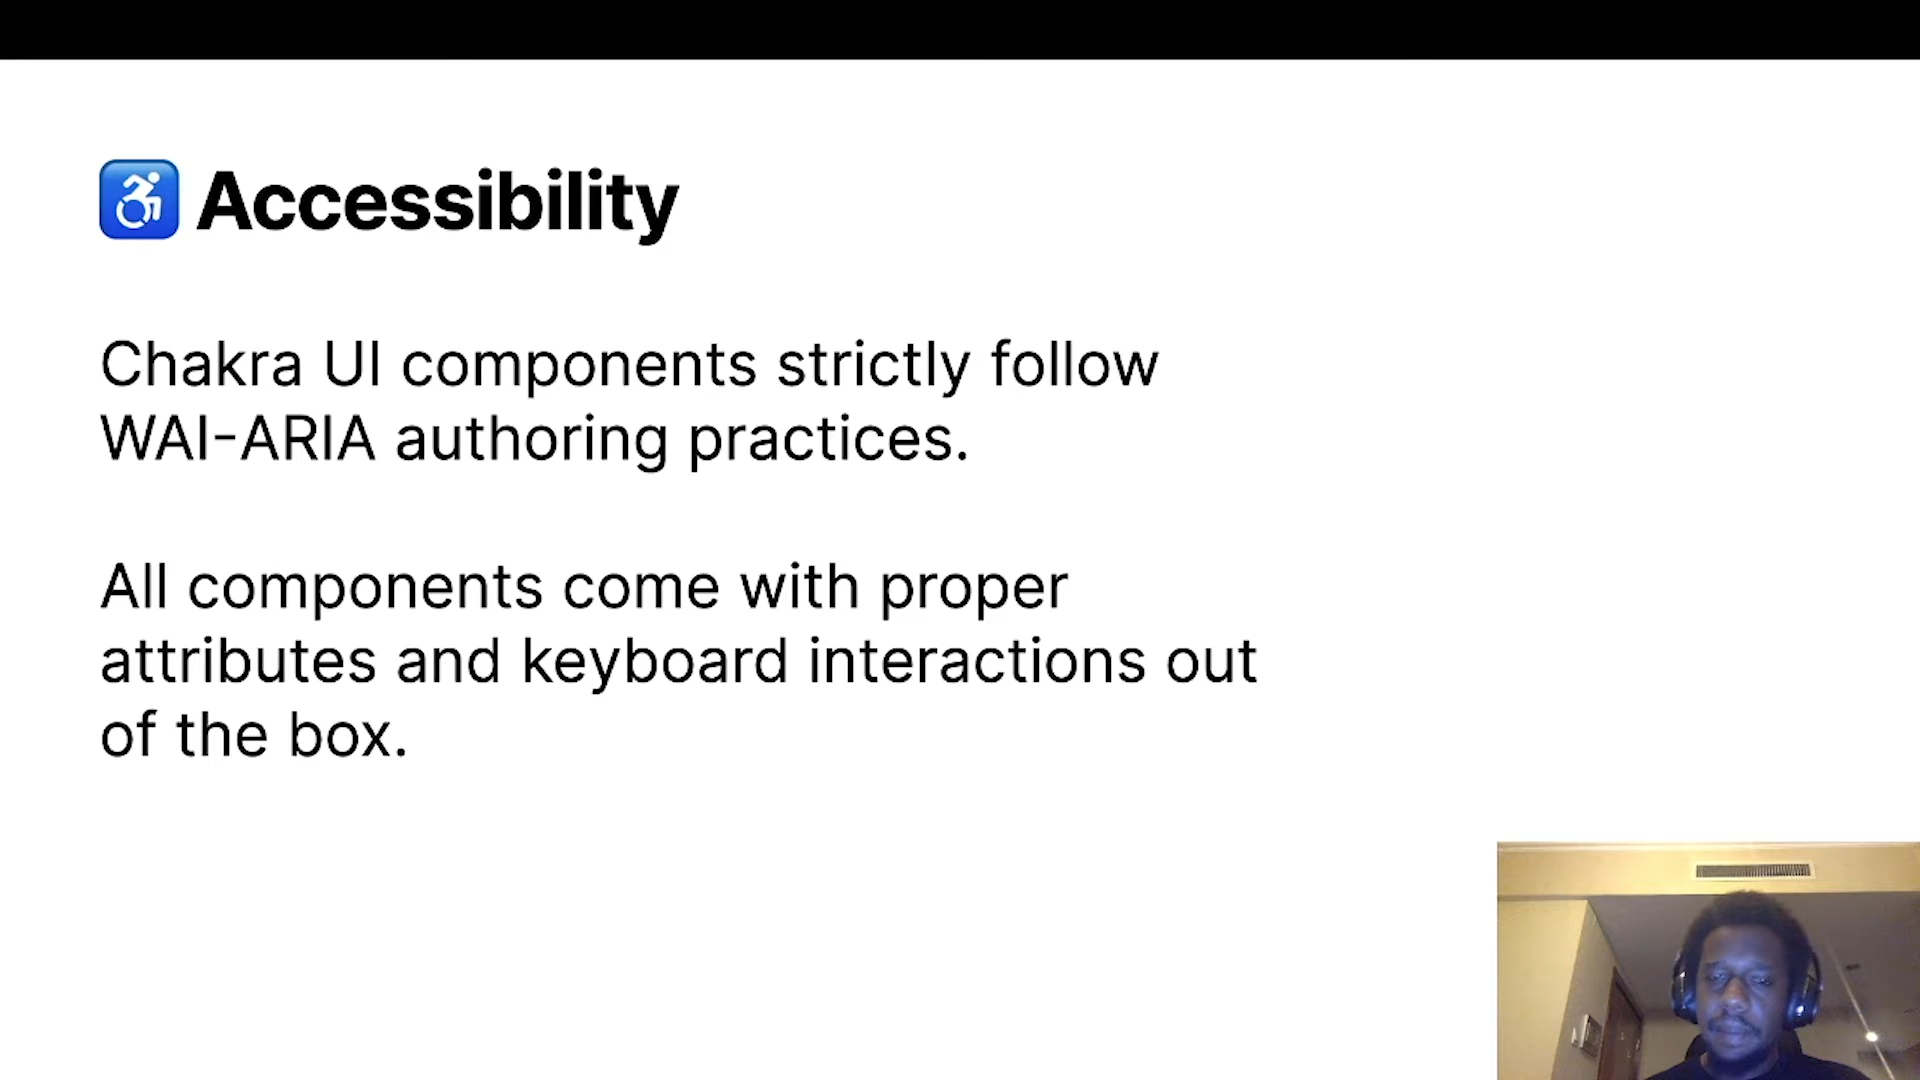 Accessibility
Chakra UI components strictly follow
WAI-ARIA authoring practices.
All components come with proper
attributes and keyboard interactions out
of the box.